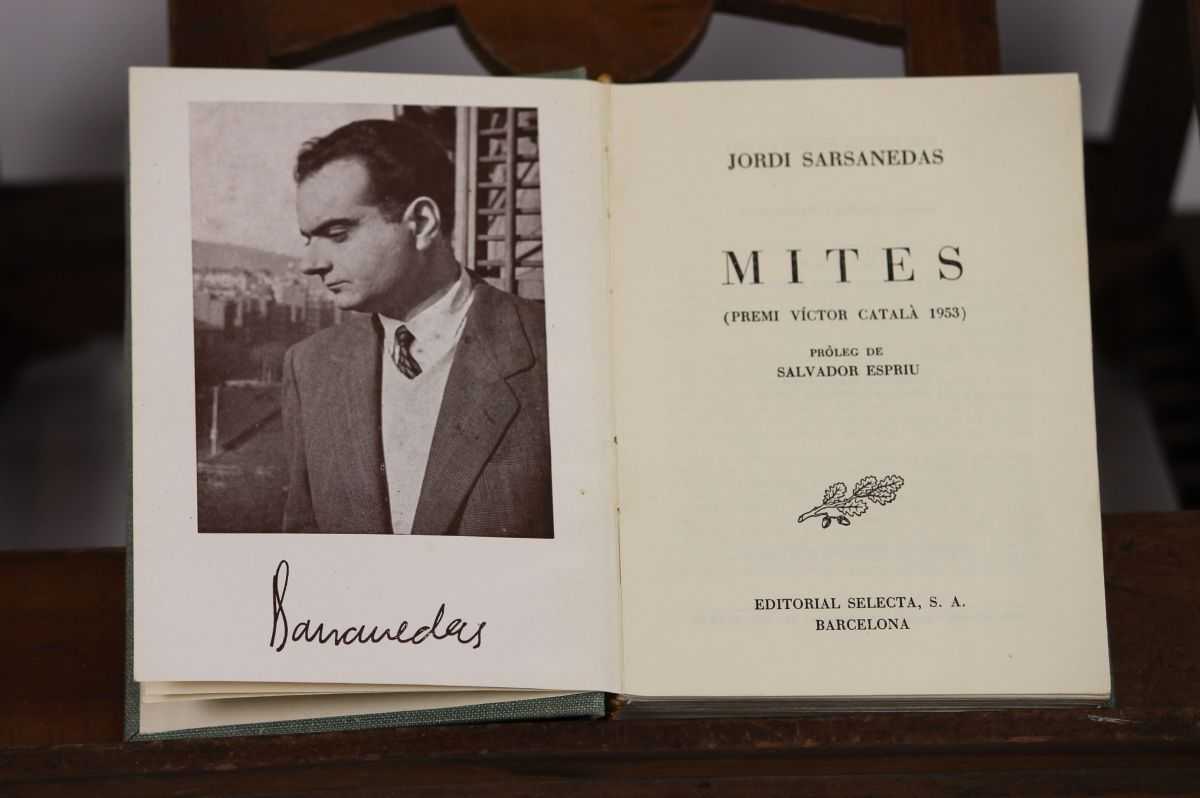 Sarsanedas
JORDI SARSANEDAS
MITES
(PREMI VÍCTOR CATALÀ 1953)
PRÒLEG DE
SALVADOR ESPRIU
EDITORIAL SELECTA, S. A.
BARCELONA